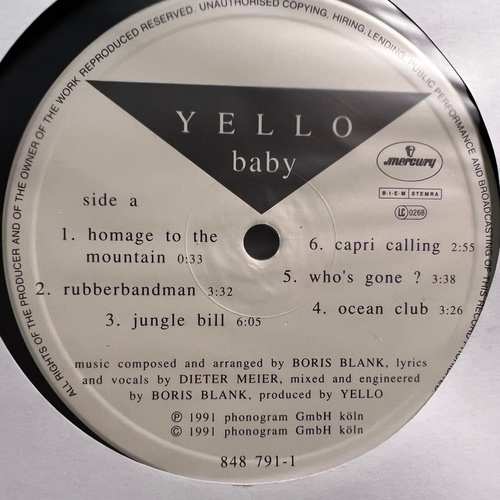 ALL RIGHTS OF THE PRODUCER AND OF THE OWNER OF THE WORK REPRODUCED RESERVED. UNAUTHORISED COPYING, HIRING, LENDING, PUBLIC PERFORMANCE AND BROADCASTING OF THIS RECORD
YELLO
baby
mercury
B·I·E·M STEMRA
LC 0268
side a
1. homage to the
mountain 0:33
2. rubberbandman 3:32
3. jungle bill 6:05
4. ocean club 3:26
5. who's gone ? 3:38
6. capri calling 2:55
music composed and arranged by BORIS BLANK, lyrics
and vocals by DIETER MEIER, mixed and engineered
by BORIS BLANK, produced by YELLO
Ⓟ 1991 phonogram GmbH köln
© 1991 phonogram GmbH köln
848 791-1